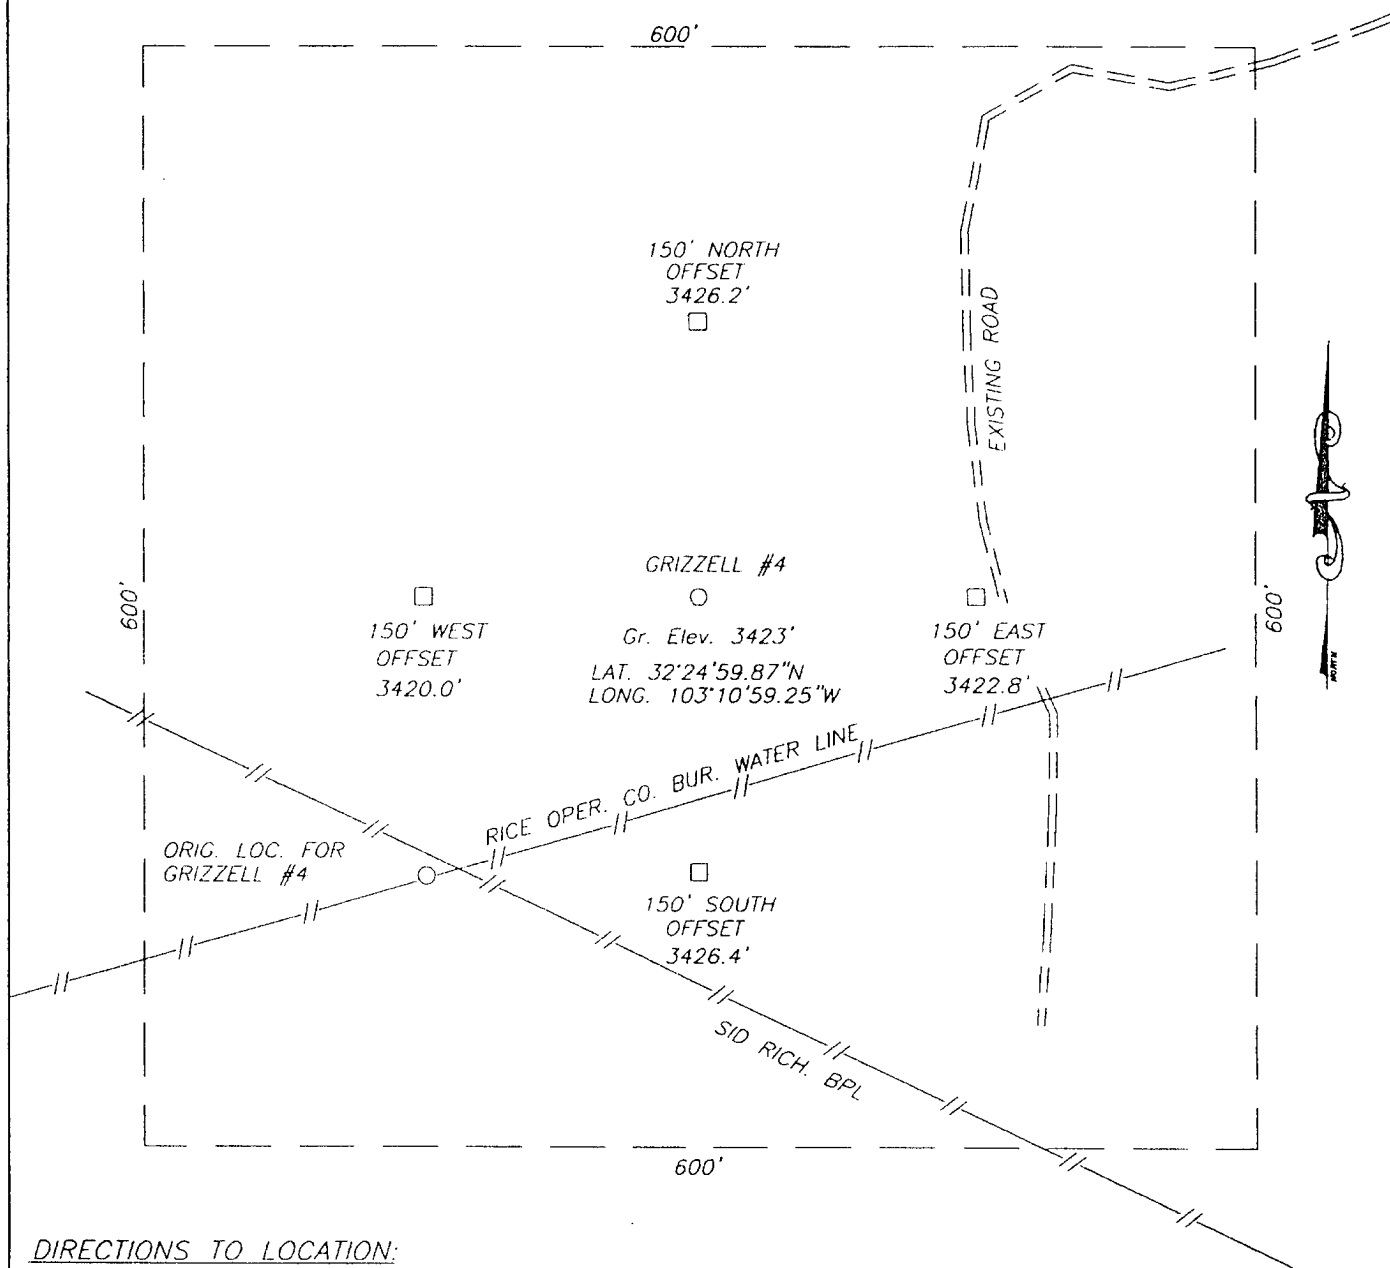 600'
150' NORTH
OFFSET
3426.2'
EXISTING ROAD
GRIZZELL #4
600'
600'
150' WEST
OFFSET
3420.0'
Gr. Elev. 3423'
LAT. 32°24'59.87"N
LONG. 103°10'59.25"W
150' EAST
OFFSET
3422.8'
NORTH
RICE OPER. CO. BUR. WATER LINE
ORIG. LOC. FOR
GRIZZELL #4
150' SOUTH
OFFSET
3426.4'
SID RICH. BPL
600'
DIRECTIONS TO LOCATION: